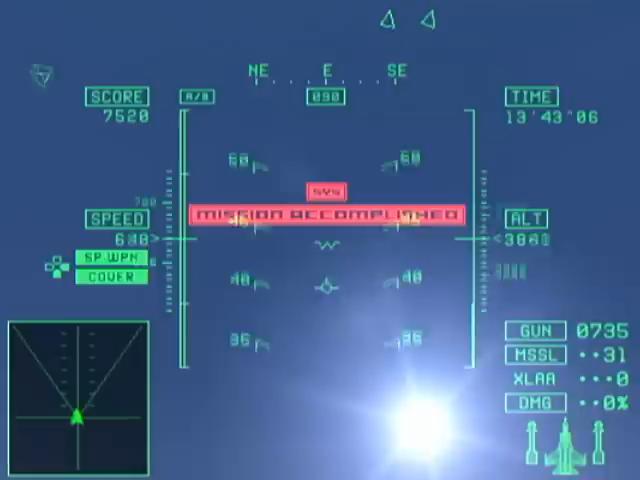 NE E SE
SCORE
7520
A/B
090
TIME
13'43"06
60 60
SYS
MISSION ACCOMPLISHED
SPEED
ALT
SP.WPN
COVER
40 40
GUN 0735
MSSL ··31
XLAA ···0
DMG ··0%